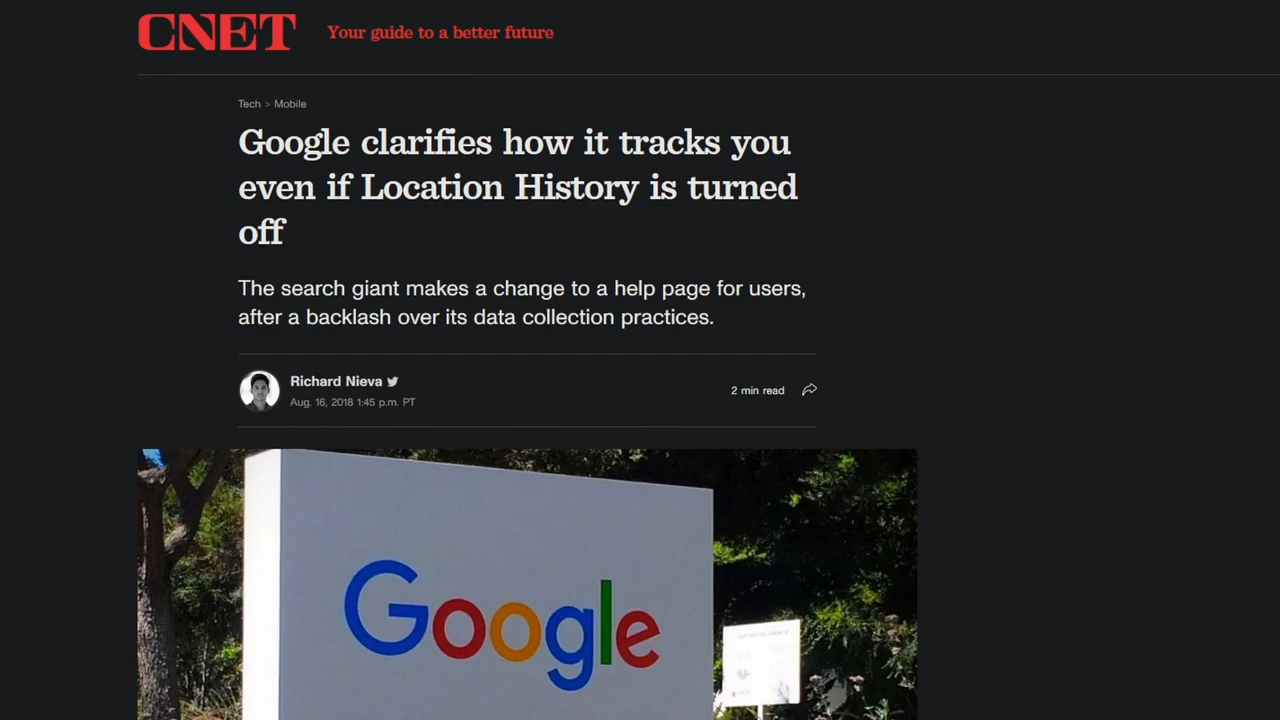 CNET
Your guide to a better future
Tech > Mobile
Google clarifies how it tracks you
even if Location History is turned
off
The search giant makes a change to a help page for users,
after a backlash over its data collection practices.
Richard Nieva
Aug. 16, 2018 1:45 p.m. PT
2 min read
Google